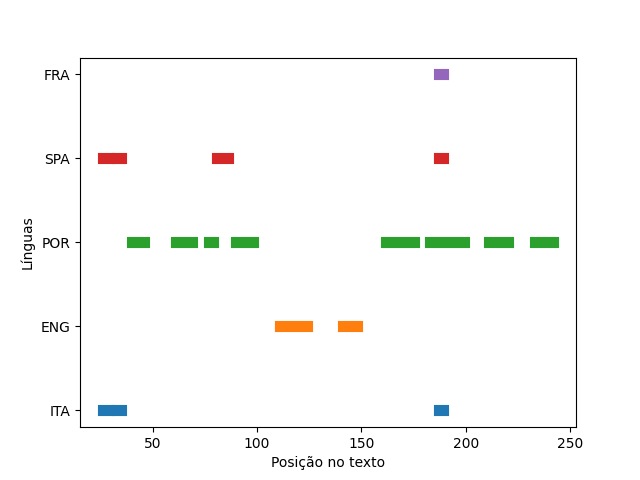 FRA
SPA
POR
ENG
ITA
Línguas
50 100 150 200 250
Posição no texto